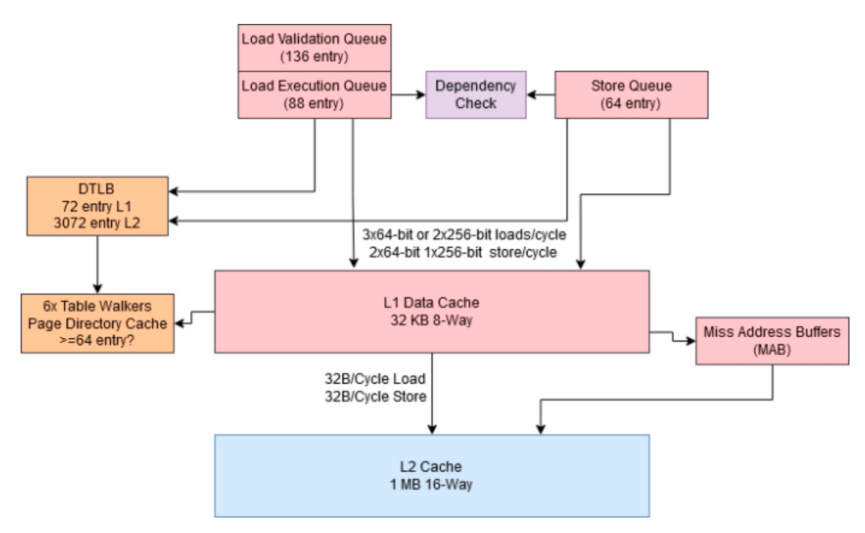 Load Validation Queue
(136 entry)
Load Execution Queue
(88 entry)
Dependency
Check
Store Queue
(64 entry)
DTLB
72 entry L1
3072 entry L2
3x64-bit or 2x256-bit loads/cycle
2x64-bit 1x256-bit store/cycle
6x Table Walkers
Page Directory Cache
>=64 entry?
L1 Data Cache
32 KB 8-Way
Miss Address Buffers
(MAB)
32B/Cycle Load
32B/Cycle Store
L2 Cache
1 MB 16-Way